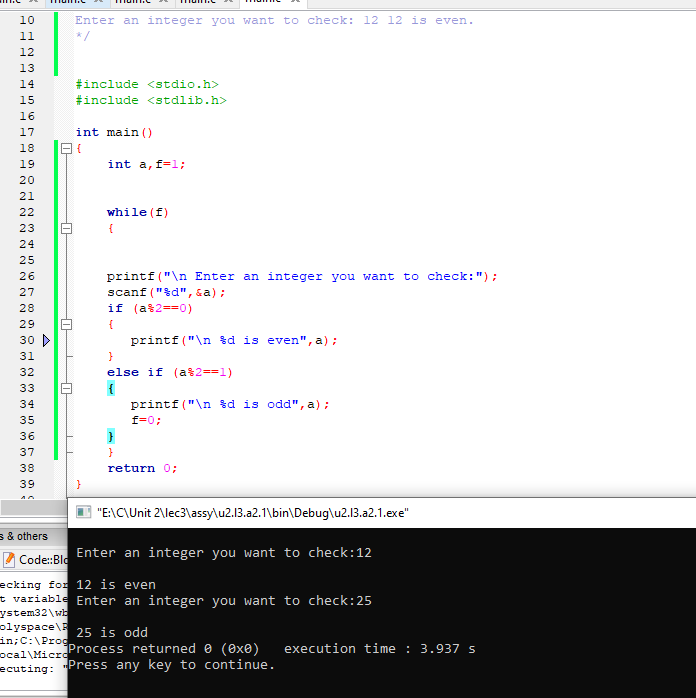 main.c
main.c
main.c
10 Enter an integer you want to check: 12 12 is even.
11 */
12
13
14 #include <stdio.h>
15 #include <stdlib.h>
16
17 int main()
18 {
19 int a,f=1;
20
21
22 while(f)
23 {
24
25
26 printf("\n Enter an integer you want to check:");
27 scanf("%d",&a);
28 if (a%2==0)
29 {
30 printf("\n %d is even",a);
31 }
32 else if (a%2==1)
33 {
34 printf("\n %d is odd",a);
35 f=0;
36 }
37 }
38 return 0;
39 }
"E:\C\Unit 2\lec3\assy\u2.l3.a2.1\bin\Debug\u2.l3.a2.1.exe"
Enter an integer you want to check:12
12 is even
Enter an integer you want to check:25
25 is odd
Process returned 0 (0x0) execution time : 3.937 s
Press any key to continue.
s & others
Code::Blo
ecking for
t variable
ystem32\wb
olyspace\R
in;C:\Prog
ocal\Micro
ecuting: "